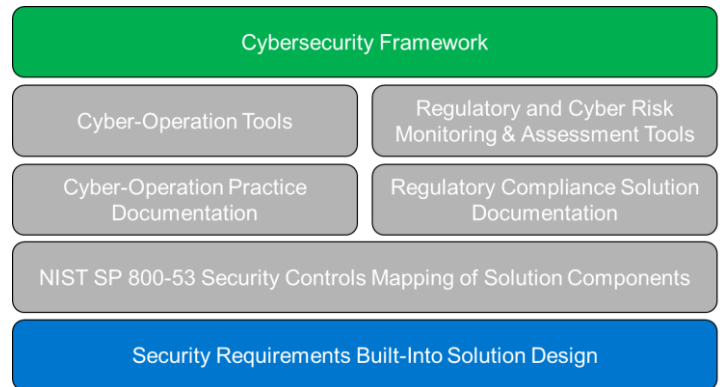 Cybersecurity Framework
Cyber-Operation Tools
Regulatory and Cyber Risk
Monitoring & Assessment Tools
Cyber-Operation Practice
Documentation
Regulatory Compliance Solution
Documentation
NIST SP 800-53 Security Controls Mapping of Solution Components
Security Requirements Built-Into Solution Design